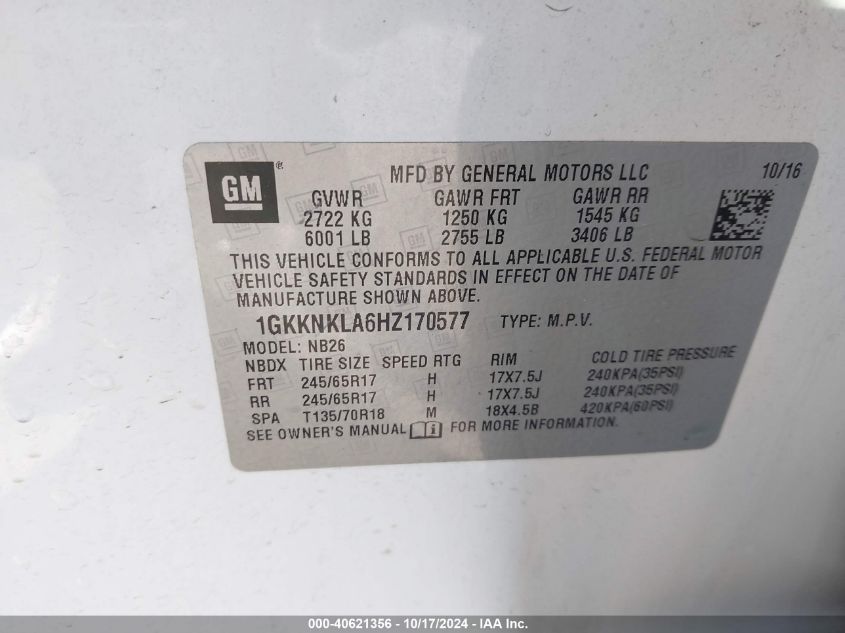 GM ®
MFD BY GENERAL MOTORS LLC 10/16
GVWR GAWR FRT GAWR RR
2722 KG 1250 KG 1545 KG
6001 LB 2755 LB 3406 LB
THIS VEHICLE CONFORMS TO ALL APPLICABLE U.S. FEDERAL MOTOR
VEHICLE SAFETY STANDARDS IN EFFECT ON THE DATE OF
MANUFACTURE SHOWN ABOVE.
1GKKNKLA6HZ170577 TYPE: M.P.V.
MODEL: NB26
NBDX TIRE SIZE SPEED RTG RIM COLD TIRE PRESSURE
FRT 245/65R17 H 17X7.5J 240KPA(35PSI)
RR 245/65R17 H 17X7.5J 240KPA(35PSI)
SPA T135/70R18 M 18X4.5B 420KPA(60PSI)
SEE OWNER'S MANUAL FOR MORE INFORMATION.
000-40621356 - 10/17/2024 - IAA Inc.